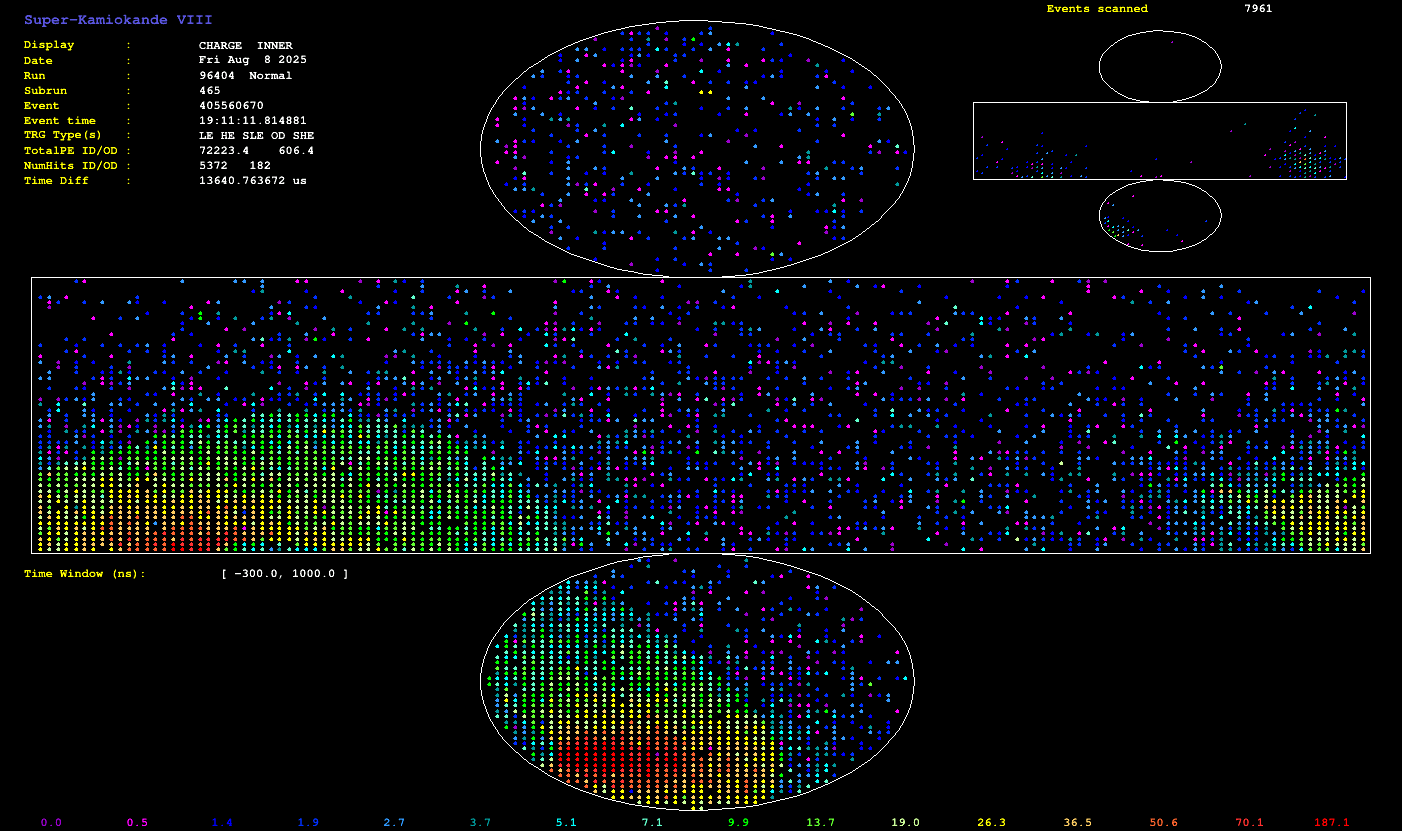 Super-Kamiokande VIII
Events scanned 7961
Display : CHARGE INNER
Date : Fri Aug 8 2025
Run : 96404 Normal
Subrun : 465
Event : 405560670
Event time : 19:11:11.814881
TRG Type(s) : LE HE SLE OD SHE
TotalPE ID/OD : 72223.4 606.4
NumHits ID/OD : 5372 182
Time Diff : 13640.763672 us
Time Window (ns): [ -300.0, 1000.0 ]
0.0 0.5 1.4 1.9 2.7 3.7 5.1 7.1 9.9 13.7 19.0 26.3 36.5 50.6 70.1 187.1